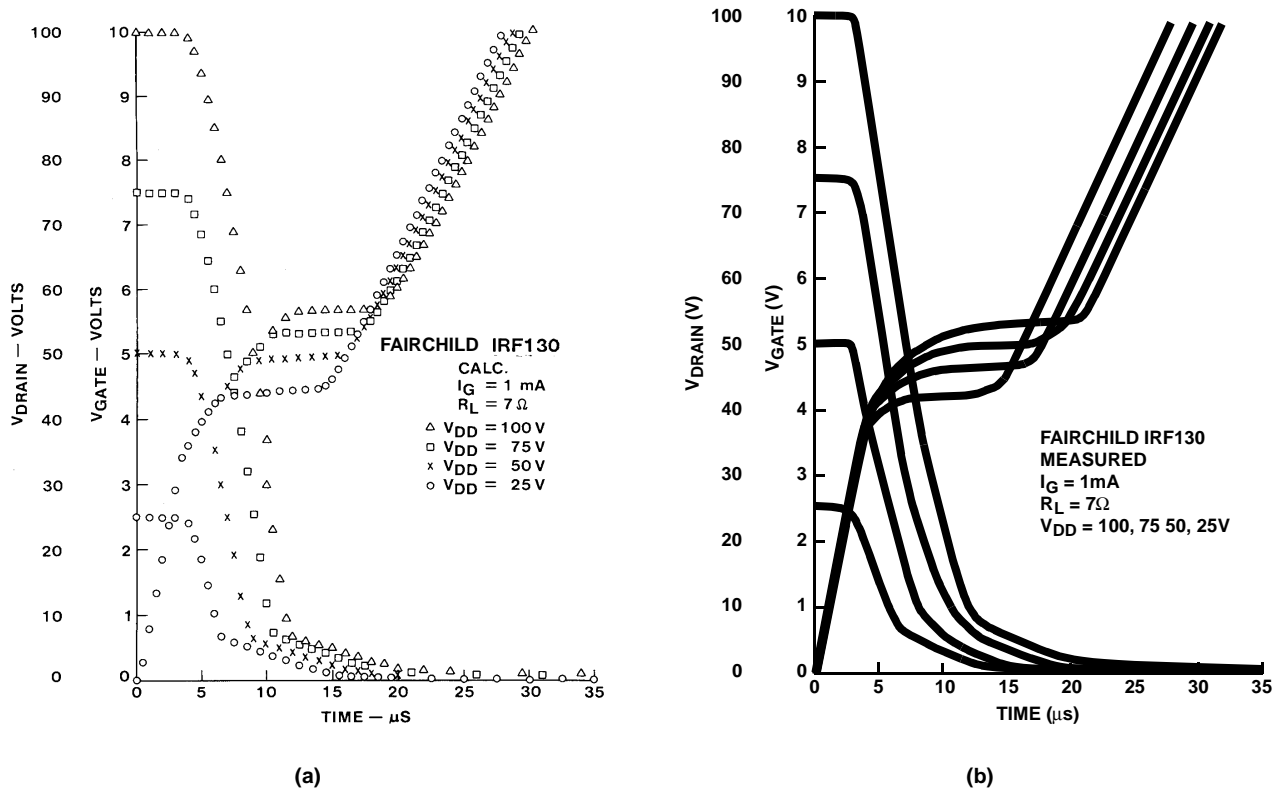 100
90
80
70
60
50
40
30
20
10
0
VDRAIN — VOLTS
10
9
8
7
6
5
4
3
2
1
0
VGATE — VOLTS
FAIRCHILD IRF130
CALC.
IG = 1 mA
RL = 7 Ω
△ VDD = 100 V
□ VDD = 75 V
x VDD = 50 V
○ VDD = 25 V
0 5 10 15 20 25 30 35
TIME — μS
(a)
100
90
80
70
60
50
40
30
20
10
0
VDRAIN (V)
10
9
8
7
6
5
4
3
2
1
0
VGATE (V)
FAIRCHILD IRF130
MEASURED
IG = 1mA
RL = 7Ω
VDD = 100, 75 50, 25V
0 5 10 15 20 25 30 35
TIME (μs)
(b)